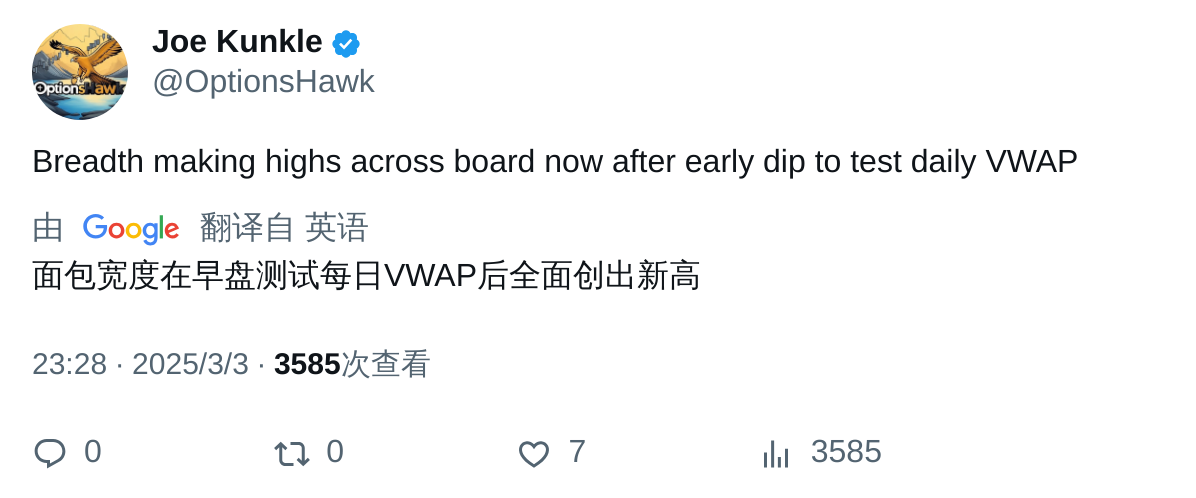 OptionsHawk
Joe Kunkle
@OptionsHawk
Breadth making highs across board now after early dip to test daily VWAP
由 Google 翻译自 英语
面包宽度在早盘测试每日VWAP后全面创出新高
23:28 · 2025/3/3 · 3585次查看
0 0 7 3585